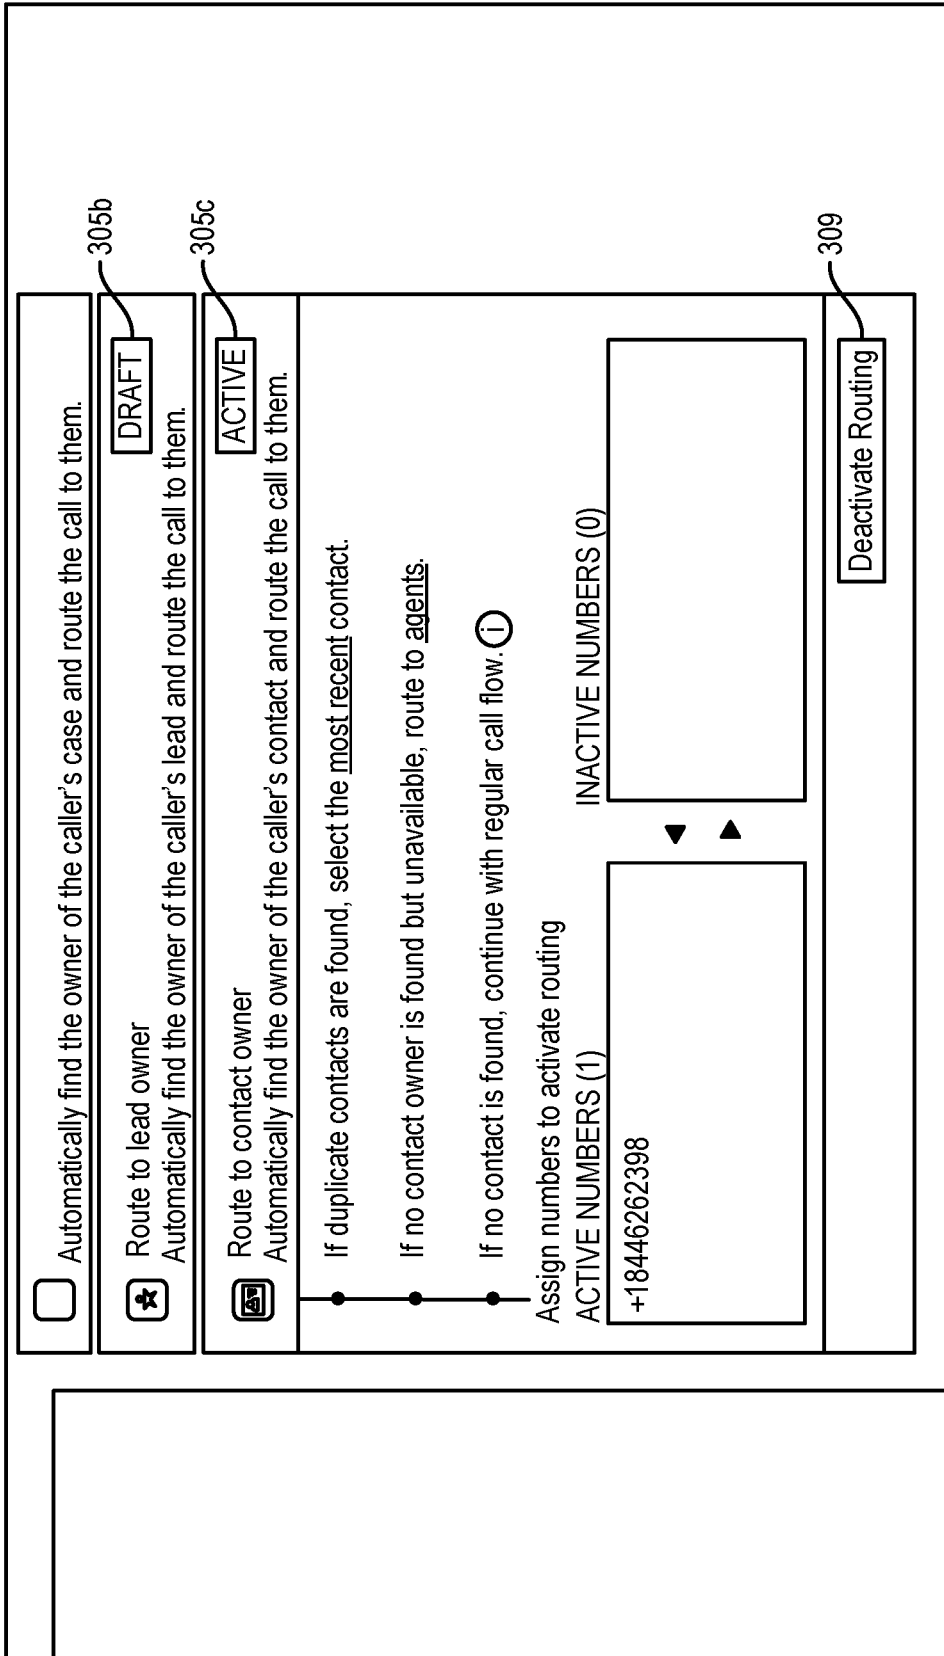 Automatically find the owner of the caller's case and route the call to them.
Route to lead owner
DRAFT
305b
Automatically find the owner of the caller's lead and route the call to them.
Route to contact owner
ACTIVE
305c
Automatically find the owner of the caller's contact and route the call to them.
If duplicate contacts are found, select the most recent contact.
If no contact owner is found but unavailable, route to agents.
If no contact is found, continue with regular call flow. i
Assign numbers to activate routing
ACTIVE NUMBERS (1)
INACTIVE NUMBERS (0)
+18446262398
Deactivate Routing
309